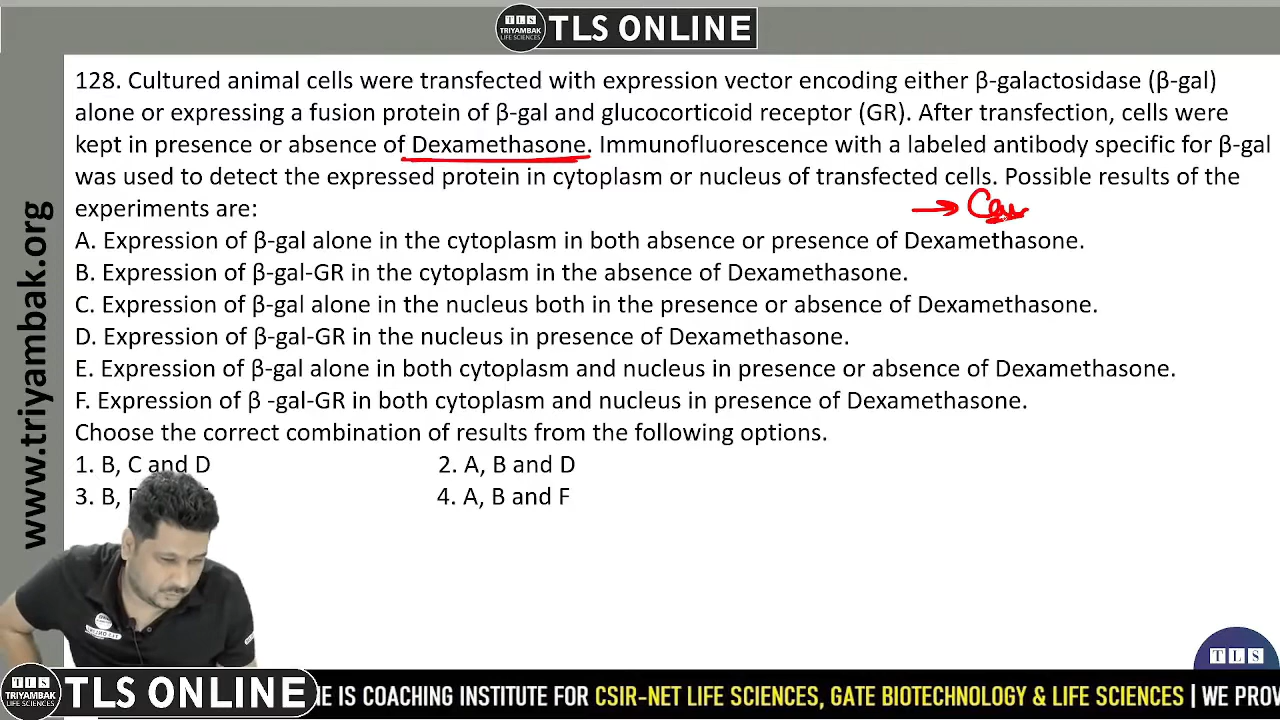 TLS
TRIYAMBAK
LIFE SCIENCES
TLS ONLINE
128. Cultured animal cells were transfected with expression vector encoding either β-galactosidase (β-gal)
alone or expressing a fusion protein of β-gal and glucocorticoid receptor (GR). After transfection, cells were
kept in presence or absence of Dexamethasone. Immunofluorescence with a labeled antibody specific for β-gal
was used to detect the expressed protein in cytoplasm or nucleus of transfected cells. Possible results of the
experiments are:
A. Expression of β-gal alone in the cytoplasm in both absence or presence of Dexamethasone.
B. Expression of β-gal-GR in the cytoplasm in the absence of Dexamethasone.
C. Expression of β-gal alone in the nucleus both in the presence or absence of Dexamethasone.
D. Expression of β-gal-GR in the nucleus in presence of Dexamethasone.
E. Expression of β-gal alone in both cytoplasm and nucleus in presence or absence of Dexamethasone.
F. Expression of β -gal-GR in both cytoplasm and nucleus in presence of Dexamethasone.
Choose the correct combination of results from the following options.
1. B, C and D 2. A, B and D
3. B, 4. A, B and F
www.triyambak.org
TLS
TLS
TRIYAMBAK
LIFE SCIENCES
TLS ONLINE
NE IS COACHING INSTITUTE FOR CSIR-NET LIFE SCIENCES, GATE BIOTECHNOLOGY & LIFE SCIENCES | WE PROV